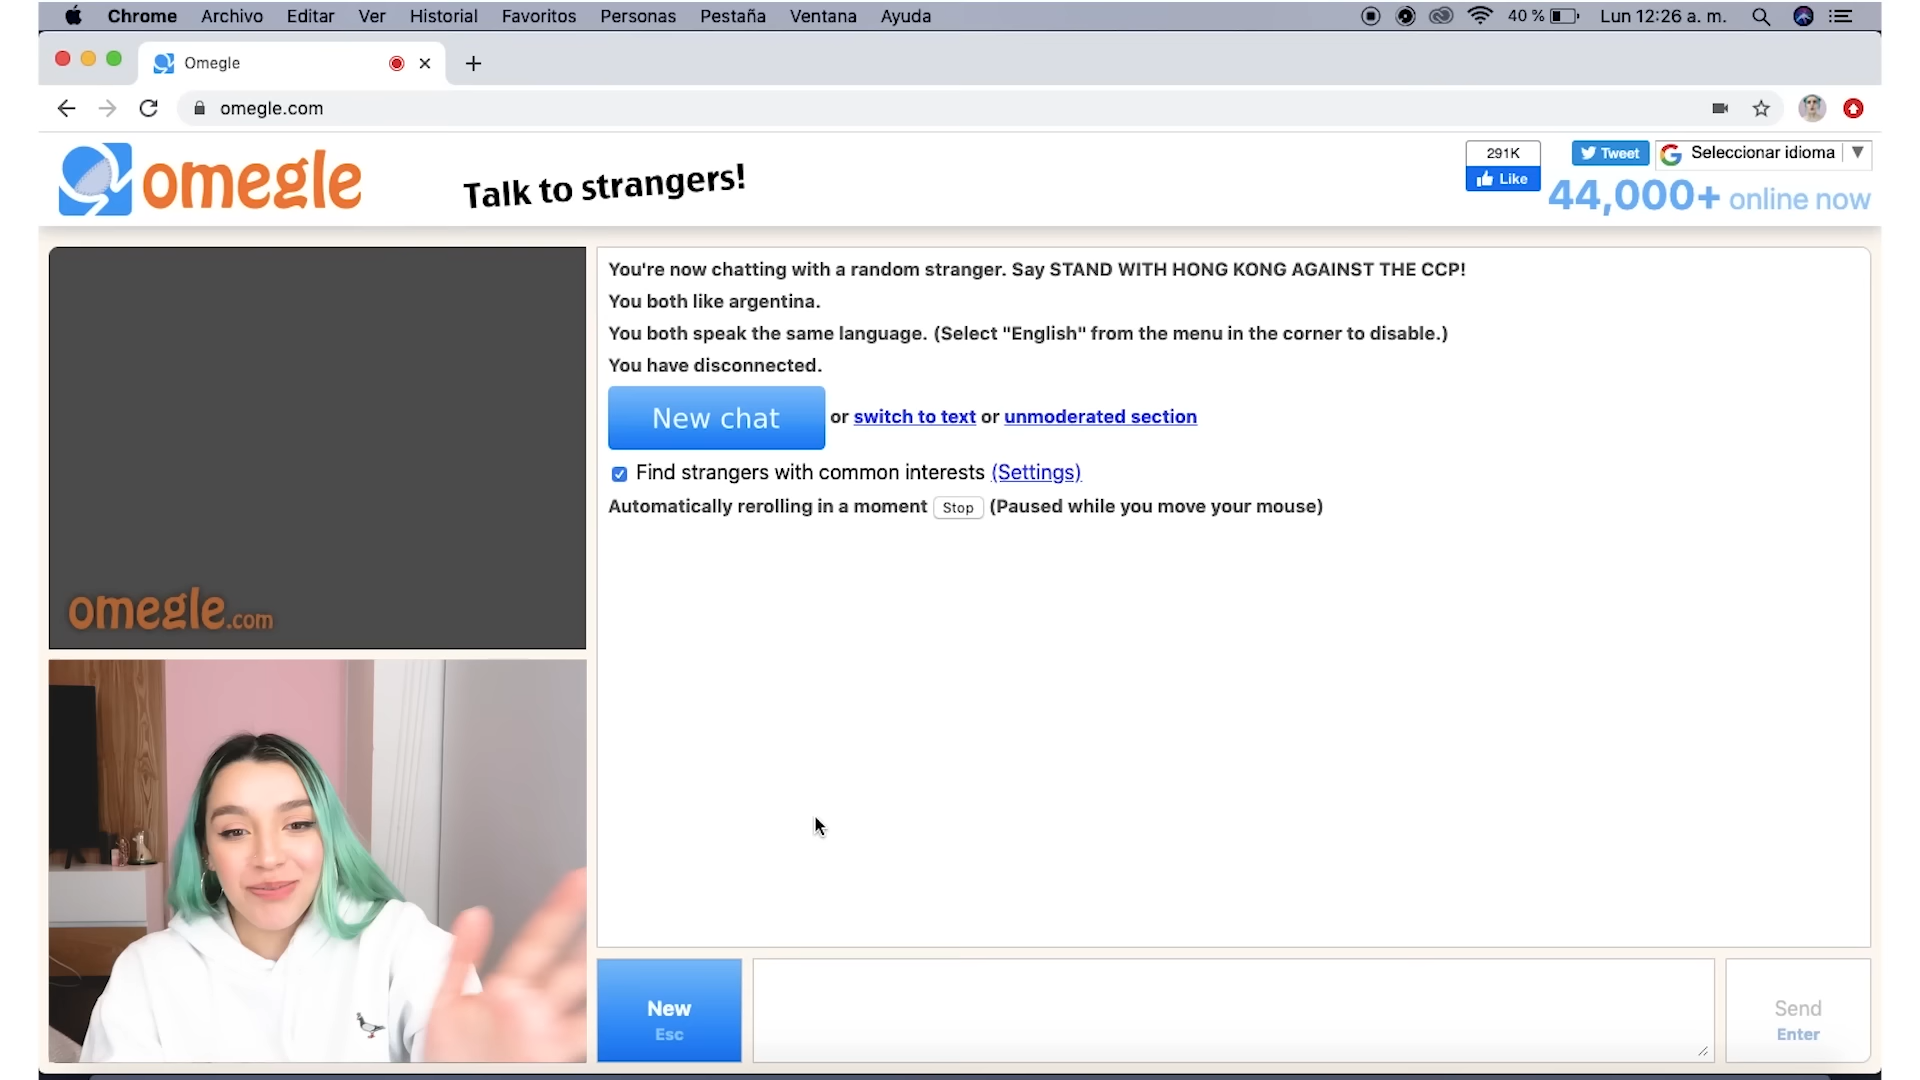 Chrome Archivo Editar Ver Historial Favoritos Personas Pestaña Ventana Ayuda 40 % Lun 12:26 a. m.
Omegle
omegle.com
omegle Talk to strangers! 291K Like Tweet Seleccionar idioma
44,000+ online now
You're now chatting with a random stranger. Say STAND WITH HONG KONG AGAINST THE CCP!
You both like argentina.
You both speak the same language. (Select "English" from the menu in the corner to disable.)
You have disconnected.
New chat or switch to text or unmoderated section
Find strangers with common interests (Settings)
Automatically rerolling in a moment Stop (Paused while you move your mouse)
omegle.com
New
Esc
Send
Enter